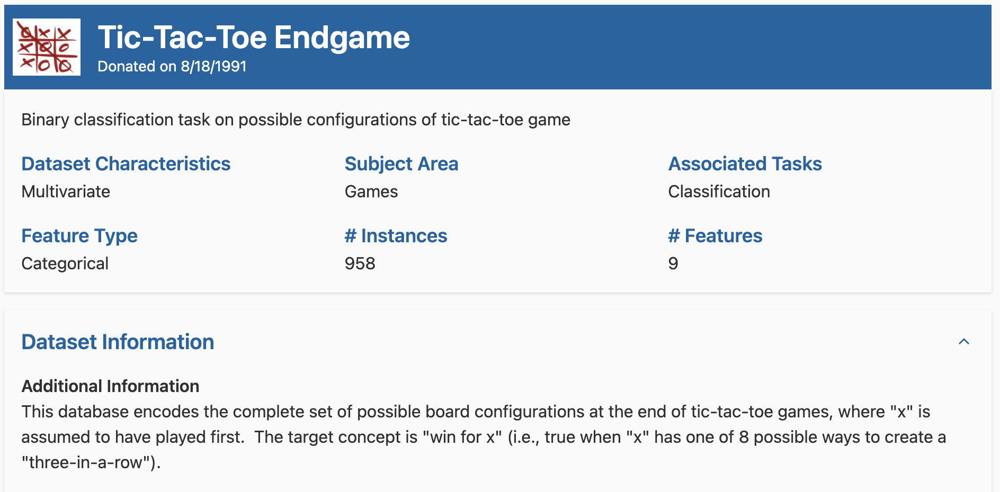 Tic-Tac-Toe Endgame
Donated on 8/18/1991
Binary classification task on possible configurations of tic-tac-toe game
Dataset Characteristics
Multivariate
Subject Area
Games
Associated Tasks
Classification
Feature Type
Categorical
# Instances
958
# Features
9
Dataset Information
Additional Information
This database encodes the complete set of possible board configurations at the end of tic-tac-toe games, where "x" is
assumed to have played first.  The target concept is "win for x" (i.e., true when "x" has one of 8 possible ways to create a
"three-in-a-row").